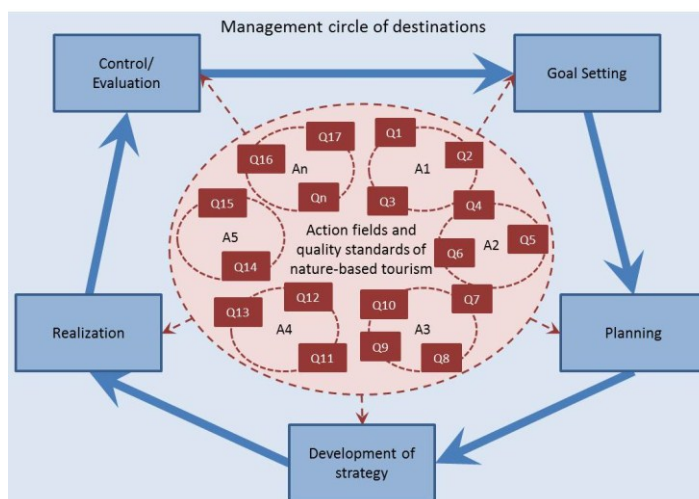 Management circle of destinations
Control/
Evaluation
Goal Setting
Q17
Q1
Q16
An
A1
Q2
Qn
Q3
Q15
Q4
A5
Action fields and
quality standards of
nature-based tourism
Q6
A2
Q5
Q14
Q13
Q12
Q10
Q7
A4
A3
Q11
Q9
Q8
Realization
Planning
Development of
strategy